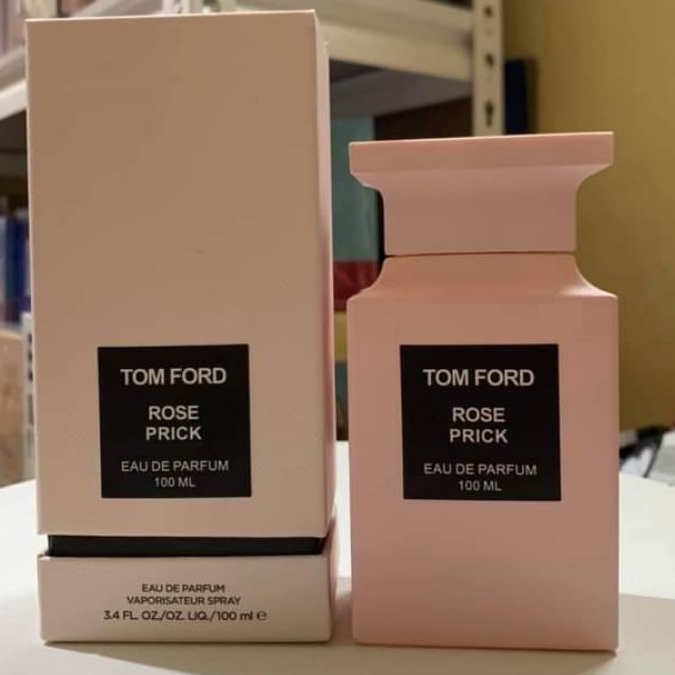 TOM FORD
ROSE
PRICK
EAU DE PARFUM
100 ML
EAU DE PARFUM
VAPORISATEUR SPRAY
3.4 FL. OZ./OZ. LIQ./100 ml ℮
TOM FORD
ROSE
PRICK
EAU DE PARFUM
100 ML